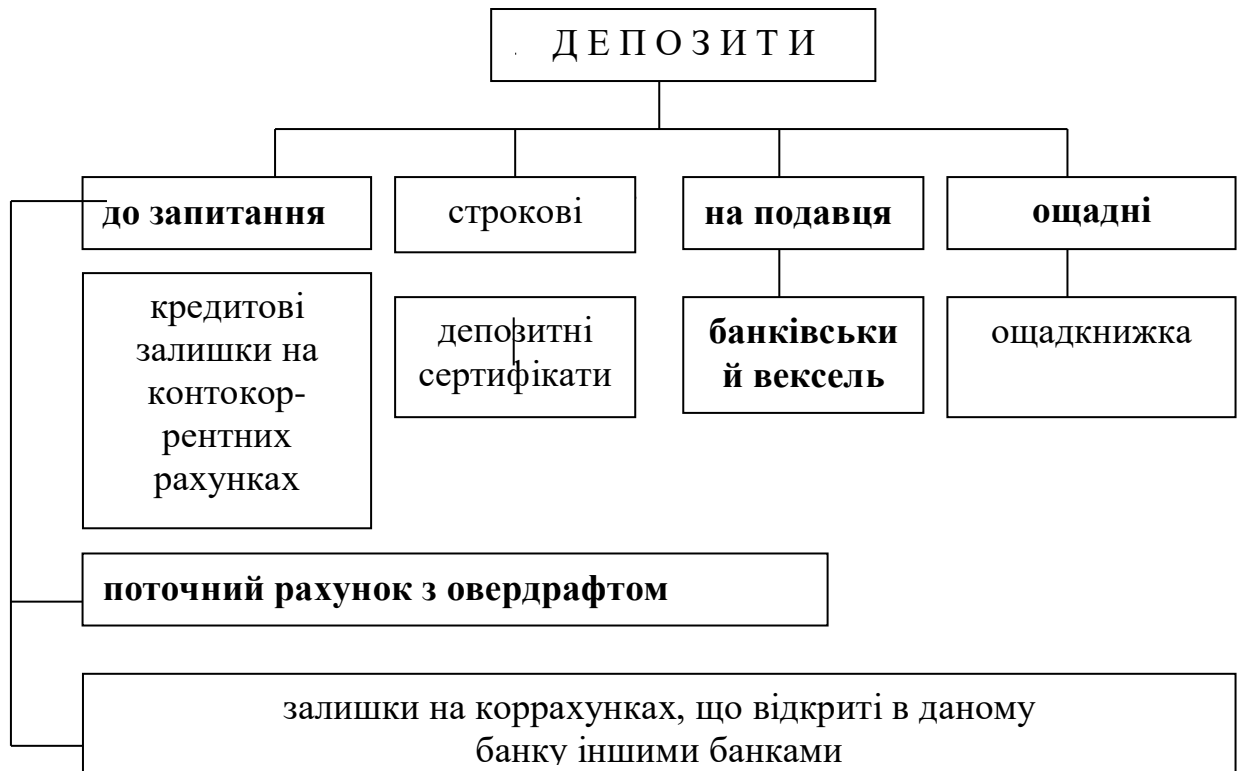 Д Е П О З И Т И
до запитання
строкові
на подавця
ощадні
кредитові
залишки на
контокор-
рентних
рахунках
депозитні
сертифікати
банківськи
й вексель
ощадкнижка
поточний рахунок з овердрафтом
залишки на коррахунках, що відкриті в даному
банку іншими банками